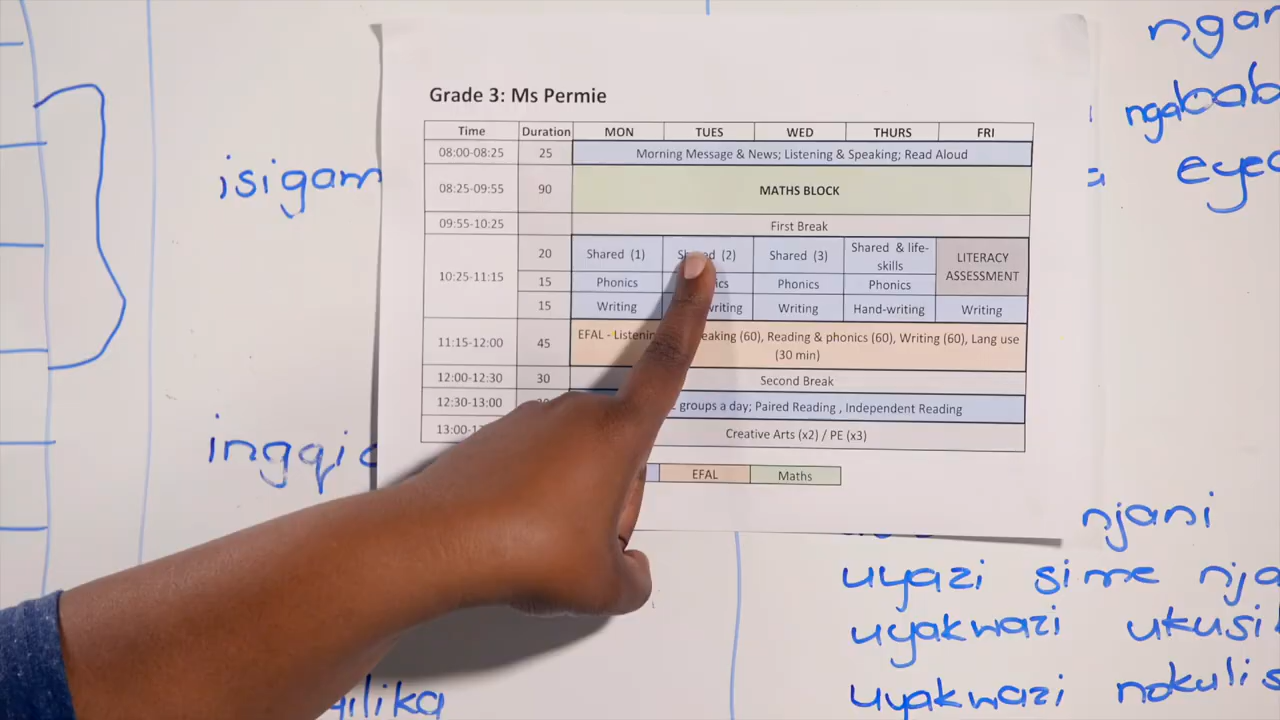 Grade 3: Ms Permie
Time Duration MON TUES WED THURS FRI
08:00-08:25 25 Morning Message & News; Listening & Speaking; Read Aloud
08:25-09:55 90 MATHS BLOCK
09:55-10:25 First Break
10:25-11:15
20 Shared (1) (2) Shared (3) Shared & life-skills LITERACY ASSESSMENT
15 Phonics Phonics Phonics
15 Writing Writing Hand-writing Writing
11:15-12:00 45 EFAL - (60), Reading & phonics (60), Writing (60), Lang use
(30 min)
12:00-12:30 30 Second Break
12:30-13:00 groups a day; Paired Reading , Independent Reading
Creative Arts (x2) / PE (x3)
EFAL Maths
njani
uyazi sime
uyakwazi
uyakwazi